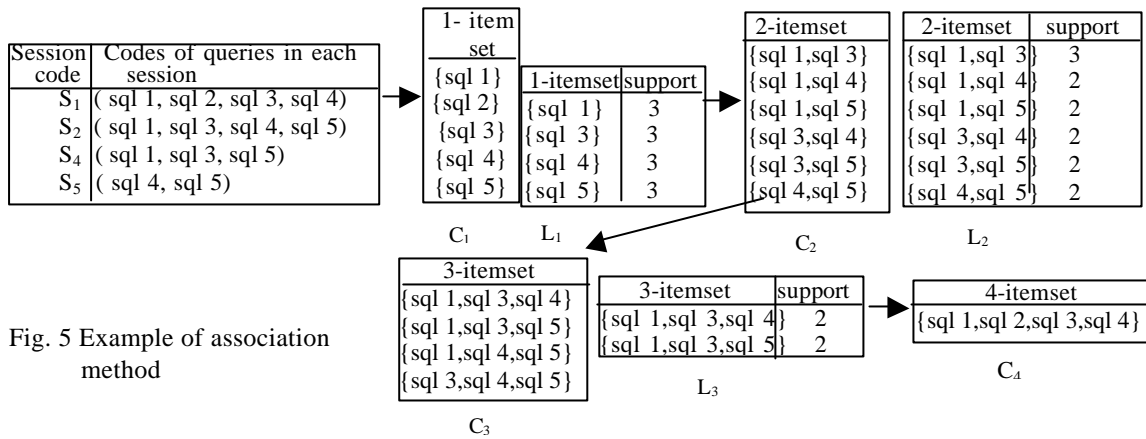 Session Codes of queries in each
code session
S1 ( sql 1, sql 2, sql 3, sql 4)
S2 ( sql 1, sql 3, sql 4, sql 5)
S4 ( sql 1, sql 3, sql 5)
S5 ( sql 4, sql 5)
1- item
set
{sql 1}
{sql 2}
{sql 3}
{sql 4}
{sql 5}
C1
1-itemset support
{sql 1} 3
{sql 3} 3
{sql 4} 3
{sql 5} 3
L1
2-itemset
{sql 1,sql 3}
{sql 1,sql 4}
{sql 1,sql 5}
{sql 3,sql 4}
{sql 3,sql 5}
{sql 4,sql 5}
C2
2-itemset support
{sql 1,sql 3} 3
{sql 1,sql 4} 2
{sql 1,sql 5} 2
{sql 3,sql 4} 2
{sql 3,sql 5} 2
{sql 4,sql 5} 2
L2
3-itemset
{sql 1,sql 3,sql 4}
{sql 1,sql 3,sql 5}
{sql 1,sql 4,sql 5}
{sql 3,sql 4,sql 5}
C3
3-itemset support
{sql 1,sql 3,sql 4} 2
{sql 1,sql 3,sql 5} 2
L3
4-itemset
{sql 1,sql 2,sql 3,sql 4}
C4
Fig. 5 Example of association
method